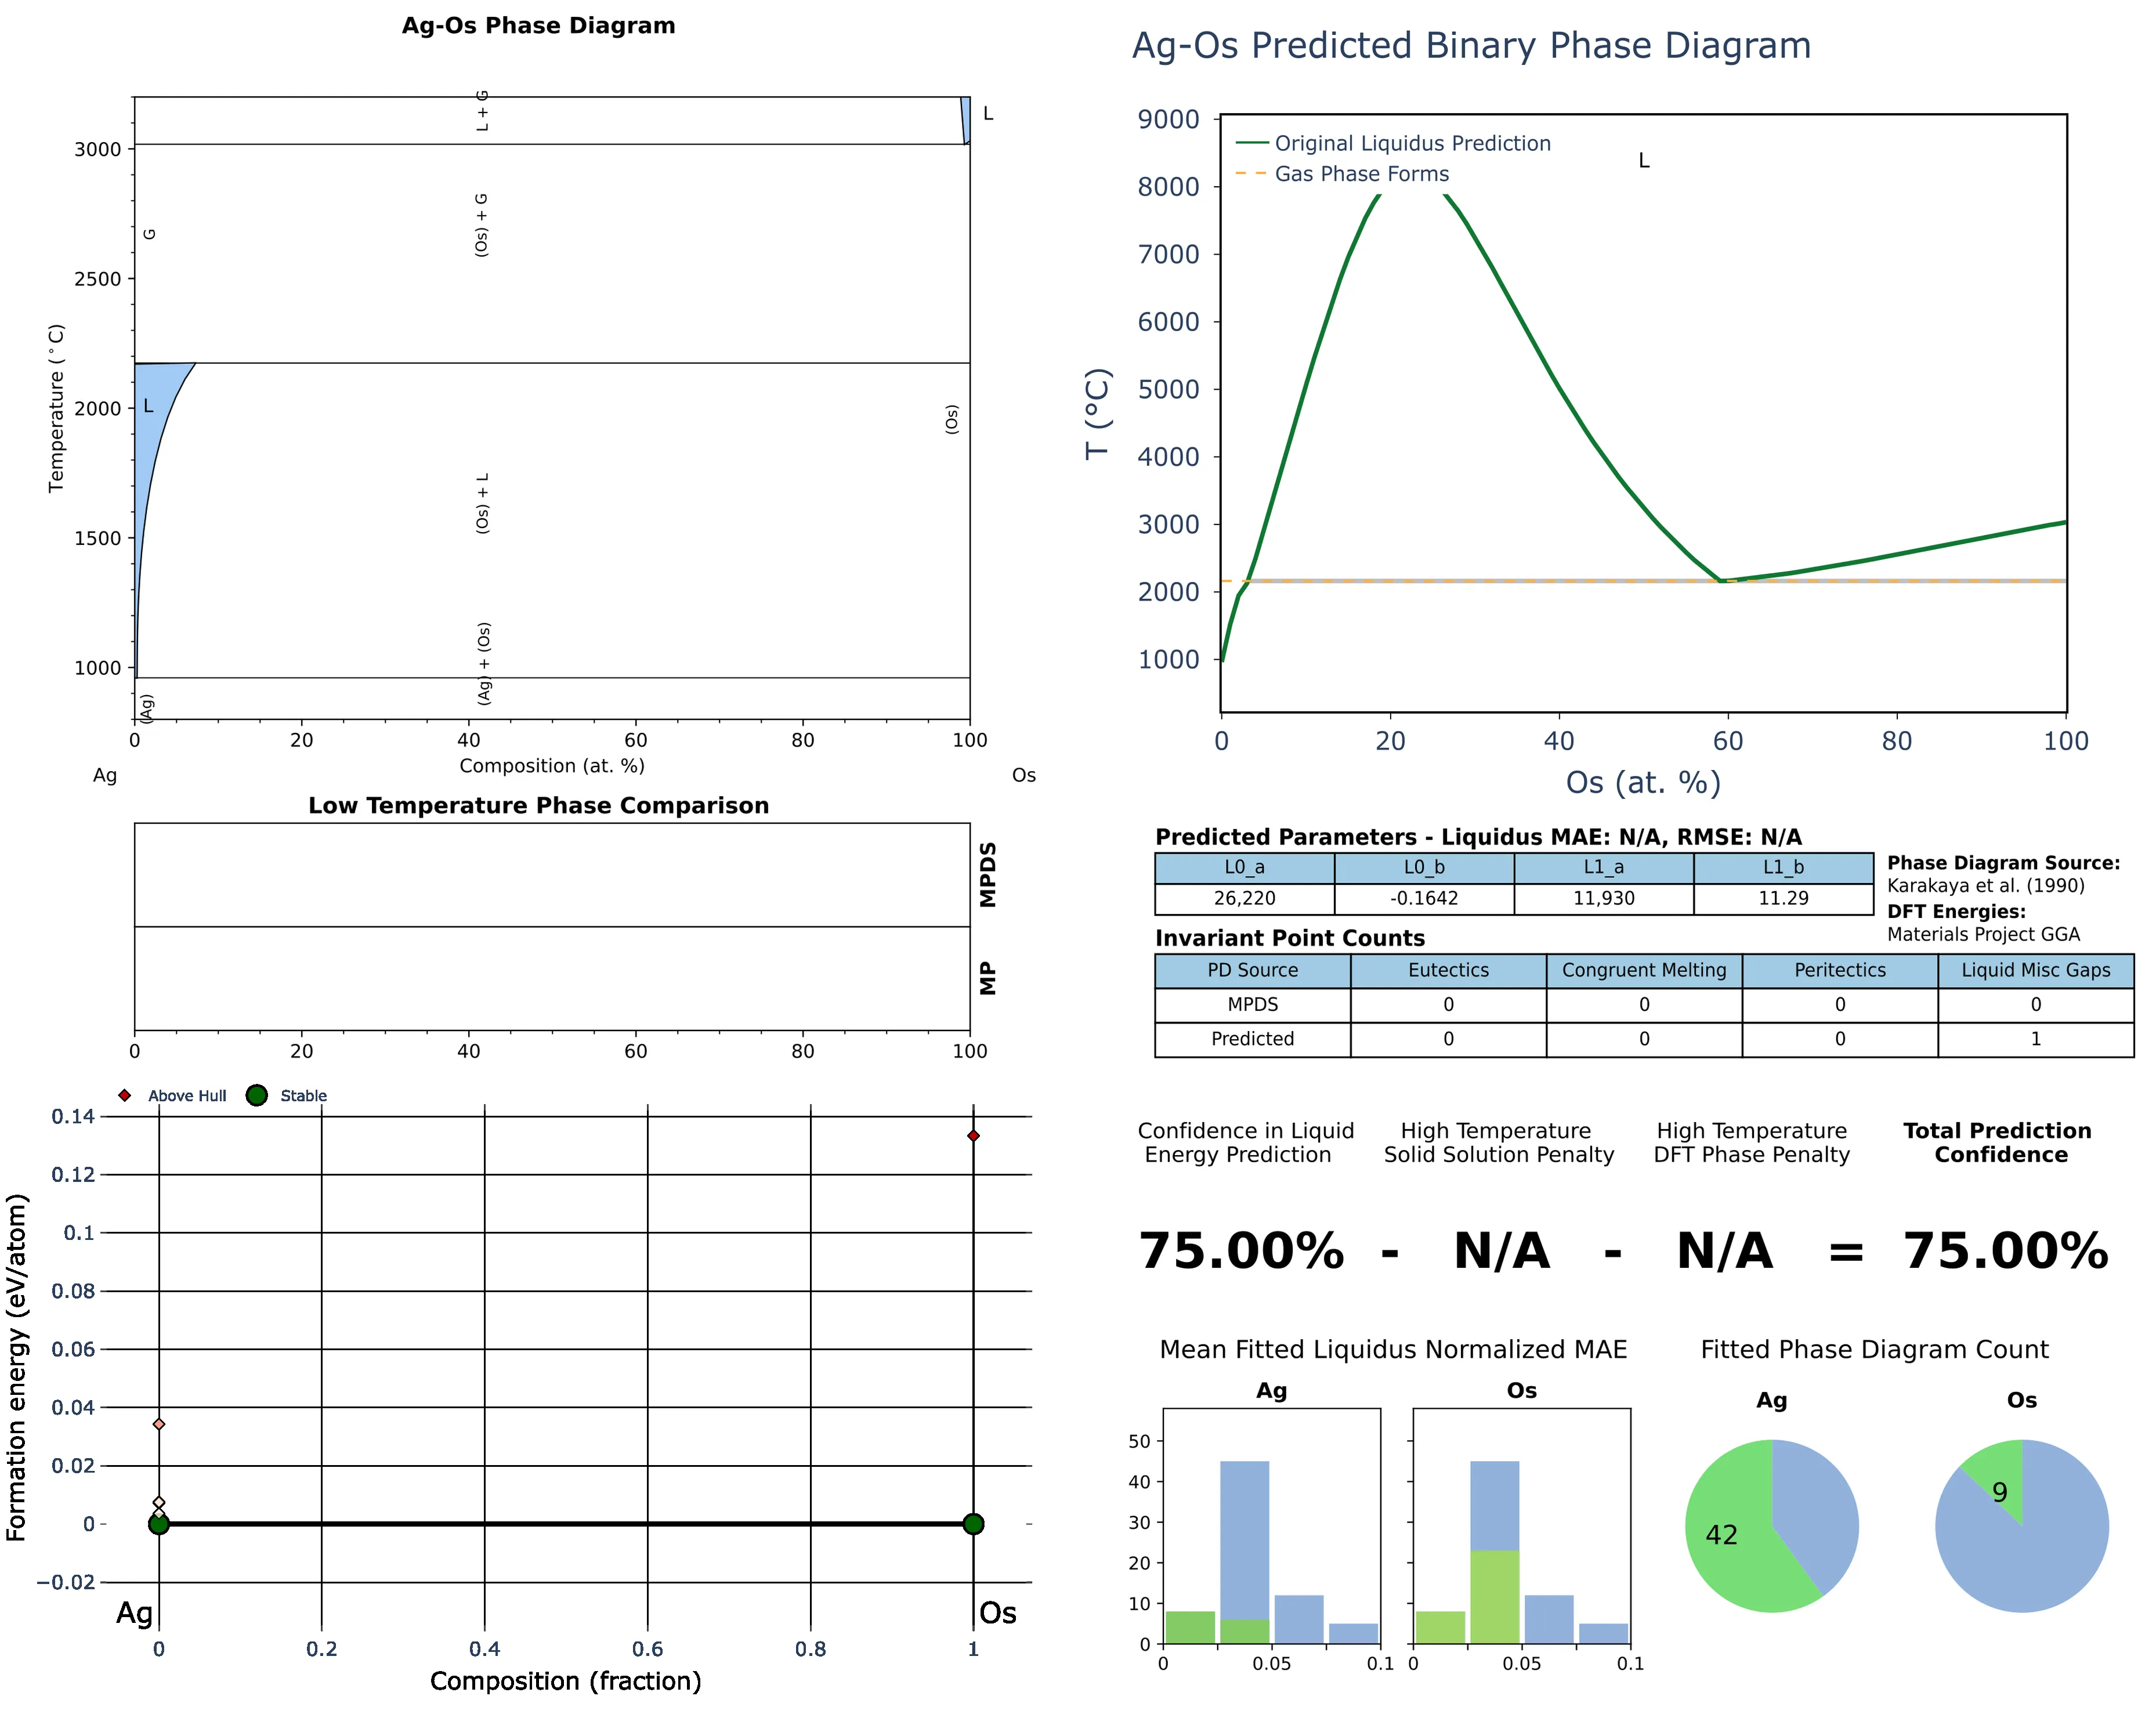 Ag-Os Phase Diagram
L + G
L
3000
(Os) + G
G
2500
Temperature (°C)
2000
L
(Os)
(Os) + L
1500
1000
(Ag) + (Os)
(Ag)
0 20 40 60 80 100
Composition (at. %)
Ag Os
Low Temperature Phase Comparison
MPDS
MP
0 20 40 60 80 100
Above Hull Stable
0.14
0.12
0.1
0.08
0.06
0.04
0.02
0
−0.02
Formation energy (eV/atom)
Ag Os
0 0.2 0.4 0.6 0.8 1
Composition (fraction)
Ag-Os Predicted Binary Phase Diagram
9000
Original Liquidus Prediction
L
Gas Phase Forms
8000
7000
6000
5000
T (°C)
4000
3000
2000
1000
0 20 40 60 80 100
Os (at. %)
Predicted Parameters - Liquidus MAE: N/A, RMSE: N/A
L0_a L0_b L1_a L1_b
26,220 -0.1642 11,930 11.29
Phase Diagram Source:
Karakaya et al. (1990)
DFT Energies:
Materials Project GGA
Invariant Point Counts
PD Source Eutectics Congruent Melting Peritectics Liquid Misc Gaps
MPDS 0 0 0 0
Predicted 0 0 0 1
Confidence in Liquid
Energy Prediction
High Temperature
Solid Solution Penalty
High Temperature
DFT Phase Penalty
Total Prediction
Confidence
75.00% - N/A - N/A = 75.00%
Mean Fitted Liquidus Normalized MAE
Ag Os
50
40
30
20
10
0
0 0.05 0.1 0 0.05 0.1
Fitted Phase Diagram Count
Ag Os
42 9